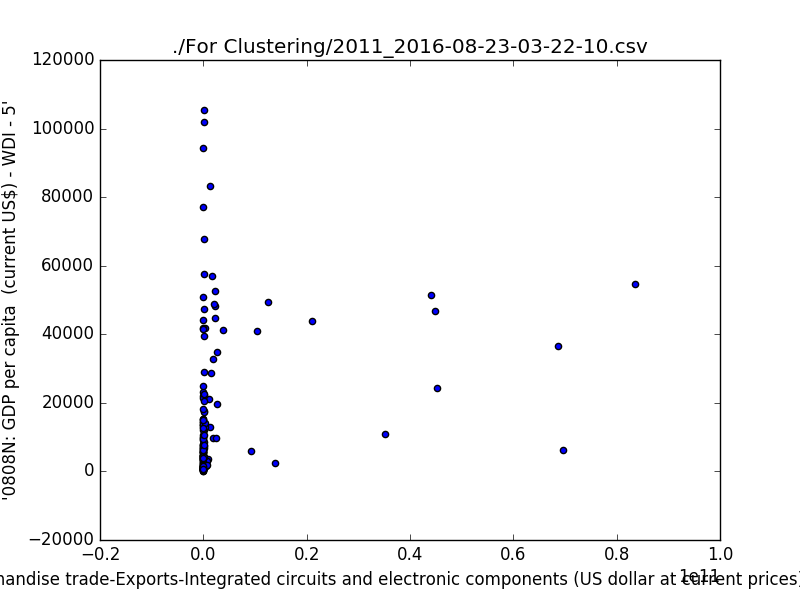 ./For Clustering/2011_2016-08-23-03-22-10.csv
120000
100000
80000
60000
40000
20000
0
−20000
'0808N: GDP per capita  (current US$) - WDI - 5'
−0.2 0.0 0.2 0.4 0.6 0.8 1.0
1e11
trade-Exports-Integrated circuits and electronic components (US dollar at current prices)